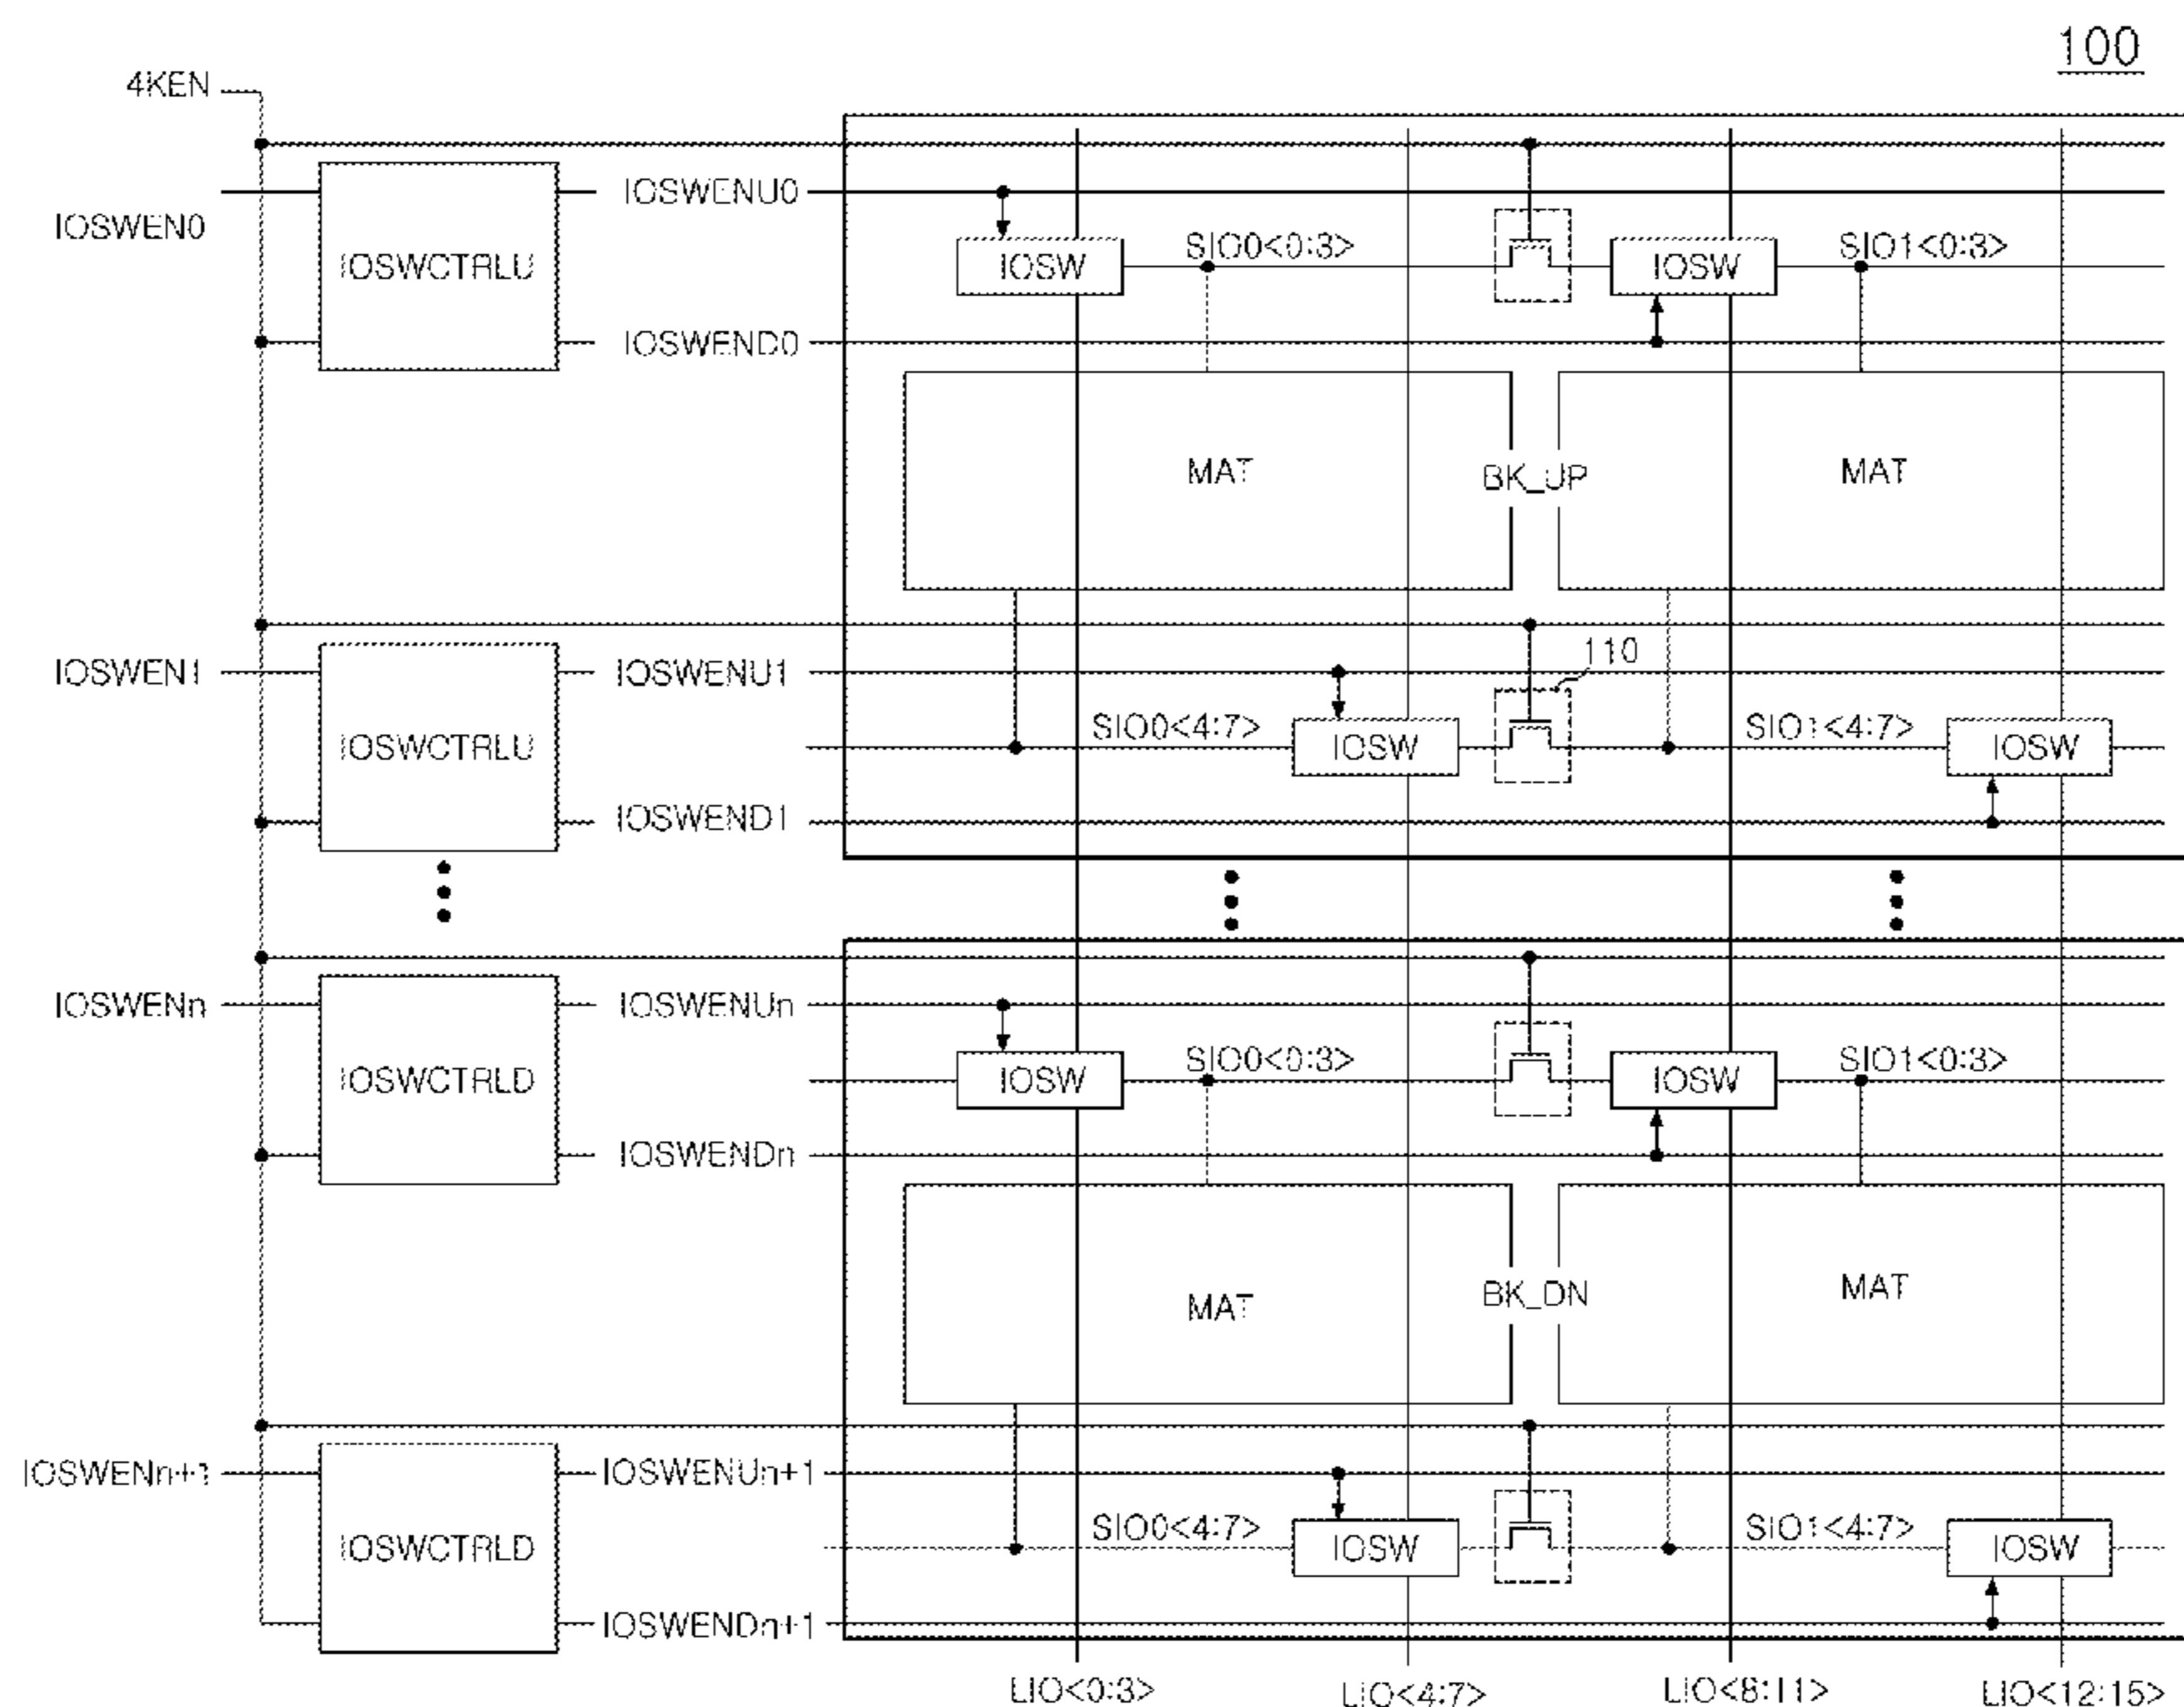 100
4KEN
IOSWEN0
IOSWCTRLU
IOSWENU0
IOSW
SIO0<0:3>
IOSW
SIO1<0:3>
IOSWEND0
MAT
BK_UP
MAT
IOSWEN1
IOSWCTRLU
IOSWENU1
110
SIO0<4:7>
IOSW
SIO1<4:7>
IOSW
IOSWEND1
IOSWENn
IOSWCTRLD
IOSWENUn
IOSW
SIO0<0:3>
IOSW
SIO1<0:3>
IOSWENDn
MAT
BK_DN
MAT
IOSWENn+1
IOSWCTRLD
IOSWENUn+1
SIO0<4:7>
IOSW
SIO1<4:7>
IOSW
IOSWENDn+1
LIO<0:3>
LIO<4:7>
LIO<8:11>
LIO<12:15>